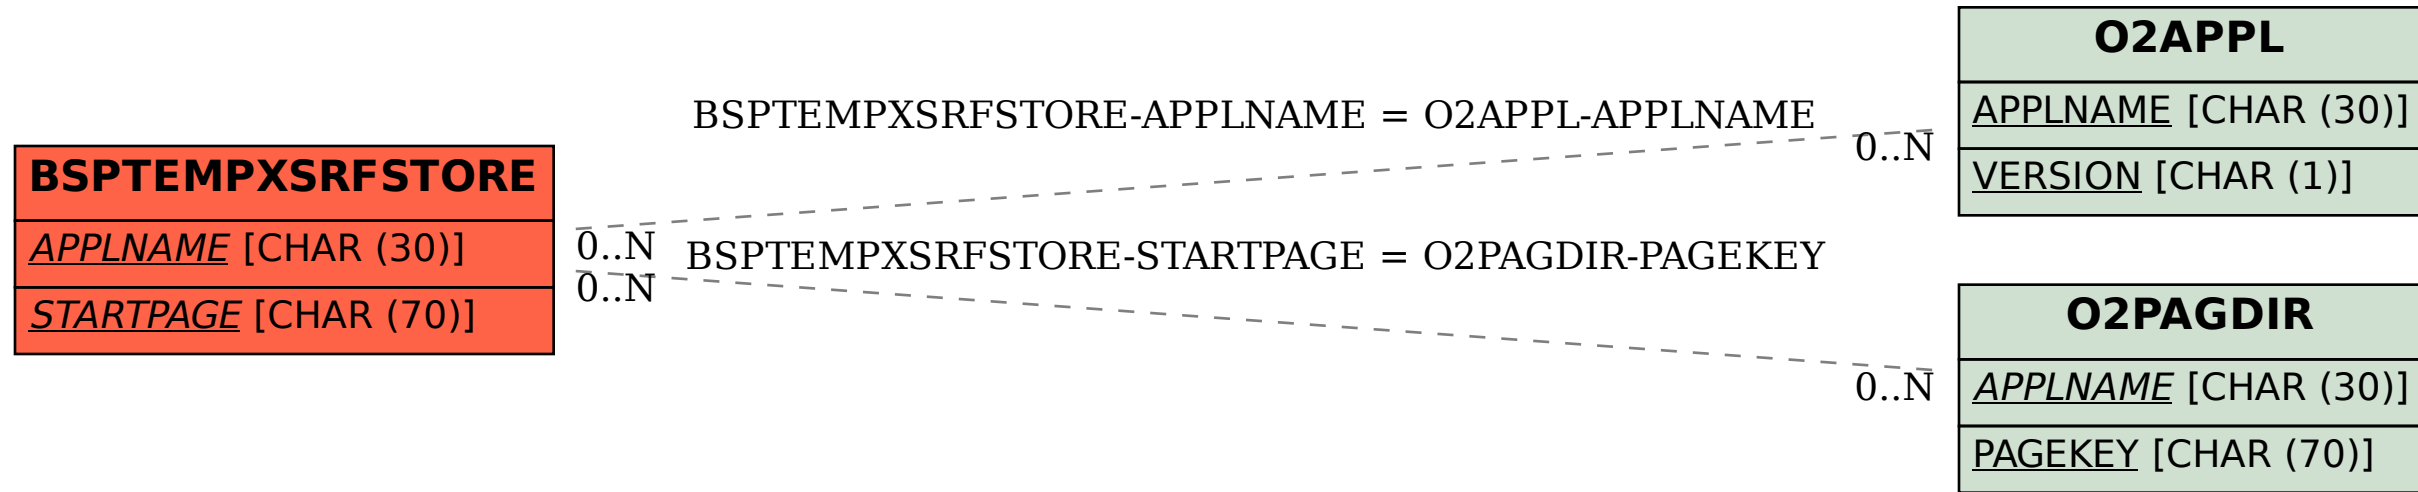 BSPTEMPXSRFSTORE
APPLNAME [CHAR (30)]
STARTPAGE [CHAR (70)]
BSPTEMPXSRFSTORE-APPLNAME = O2APPL-APPLNAME
0..N
0..N
BSPTEMPXSRFSTORE-STARTPAGE = O2PAGDIR-PAGEKEY
0..N
0..N
O2APPL
APPLNAME [CHAR (30)]
VERSION [CHAR (1)]
O2PAGDIR
APPLNAME [CHAR (30)]
PAGEKEY [CHAR (70)]